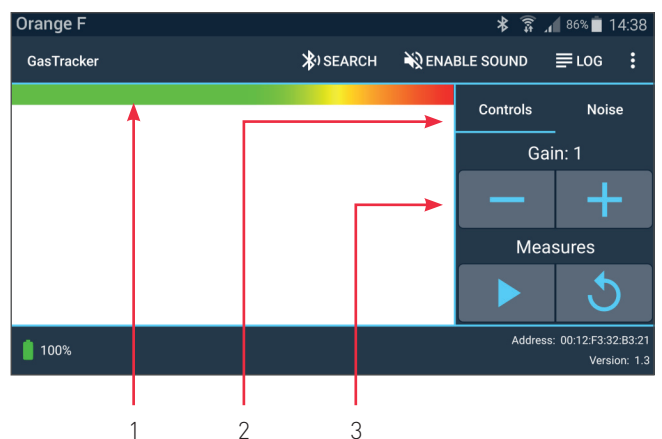 Orange F 86% 14:38
GasTracker SEARCH ENABLE SOUND LOG
Controls Noise
Gain: 1
Measures
100%
Address: 00:12:F3:32:B3:21
Version: 1.3
1 2 3